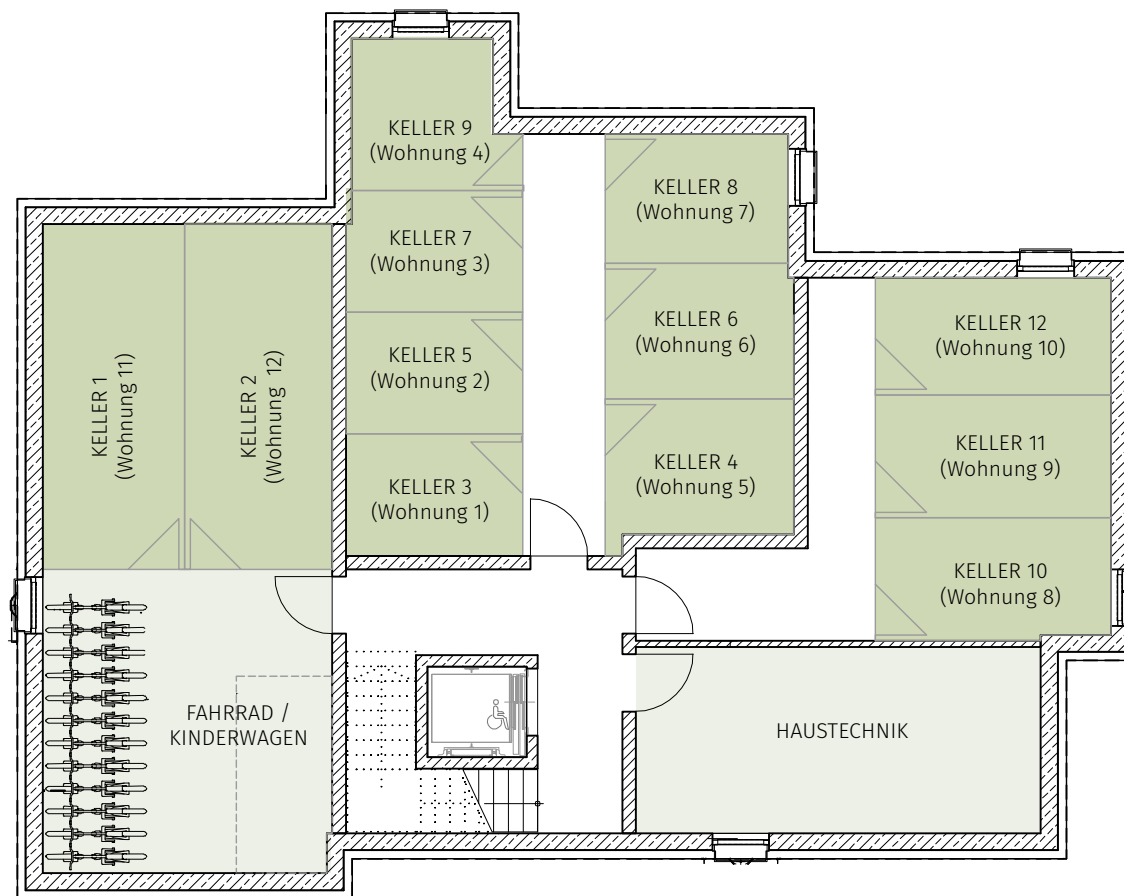 KELLER 9
(Wohnung 4)
KELLER 8
(Wohnung 7)
KELLER 7
(Wohnung 3)
KELLER 6
(Wohnung 6)
KELLER 12
(Wohnung 10)
KELLER 5
(Wohnung 2)
KELLER 1
(Wohnung 11)
KELLER 2
(Wohnung 12)
KELLER 11
(Wohnung 9)
KELLER 4
(Wohnung 5)
KELLER 3
(Wohnung 1)
KELLER 10
(Wohnung 8)
FAHRRAD /
KINDERWAGEN
HAUSTECHNIK